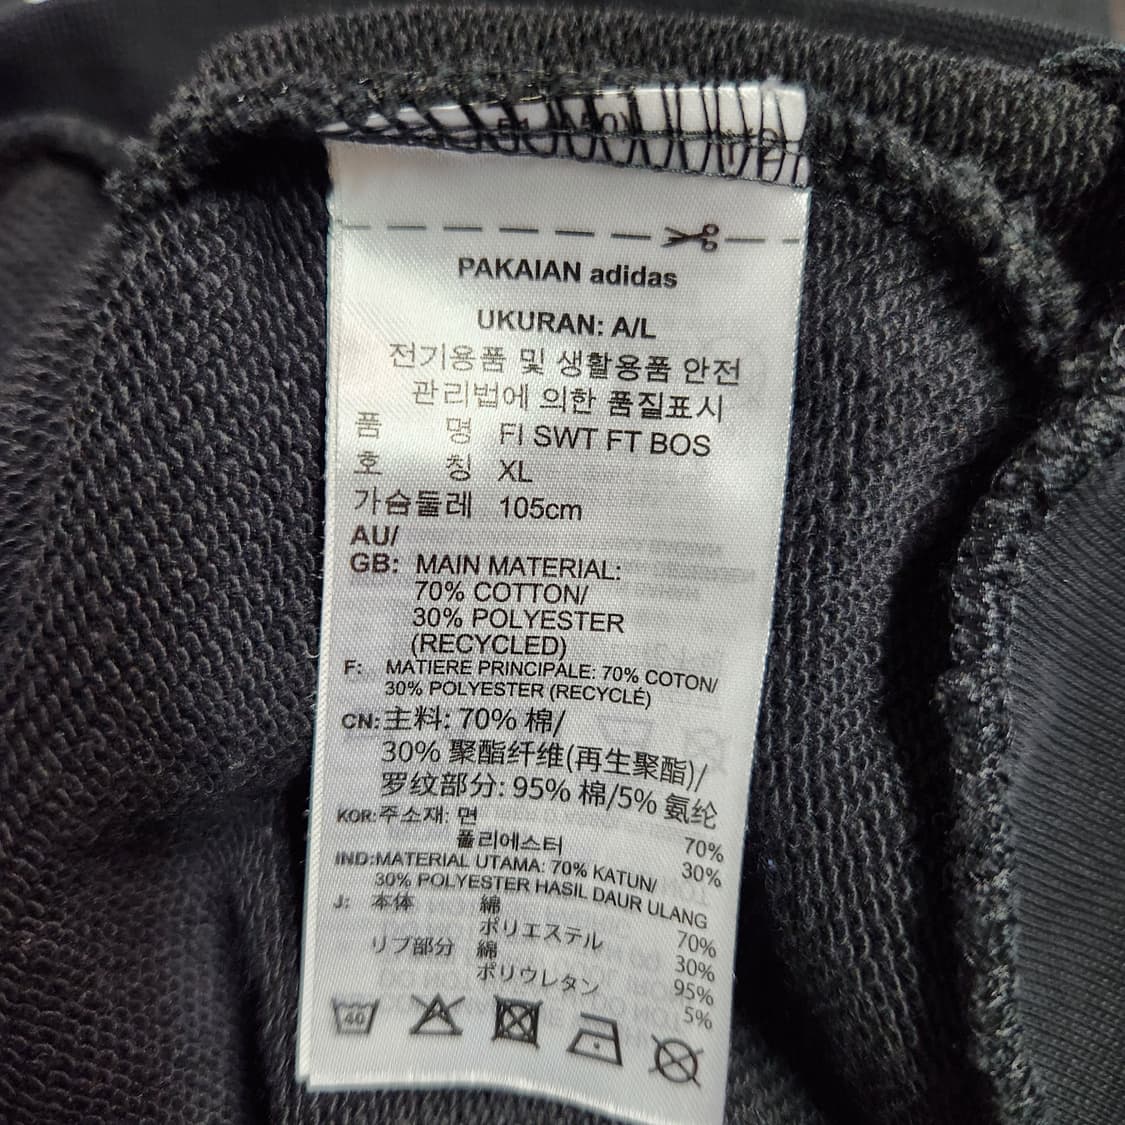 PAKAIAN adidas
UKURAN: A/L
전기용품 및 생활용품 안전
관리법에 의한 품질표시
품 명 FI SWT FT BOS
호 칭 XL
가슴둘레 105cm
AU/
GB: MAIN MATERIAL:
70% COTTON/
30% POLYESTER
(RECYCLED)
F: MATIERE PRINCIPALE: 70% COTON/
30% POLYESTER (RECYCLÉ)
CN: 主料: 70% 棉/
30% 聚酯纤维(再生聚酯)/
罗纹部分: 95% 棉/5% 氨纶
KOR: 주소재: 면 70%
폴리에스터 30%
IND: MATERIAL UTAMA: 70% KATUN/
30% POLYESTER HASIL DAUR ULANG
J: 本体 綿 70%
ポリエステル 30%
リブ部分 綿 95%
ポリウレタン 5%
40